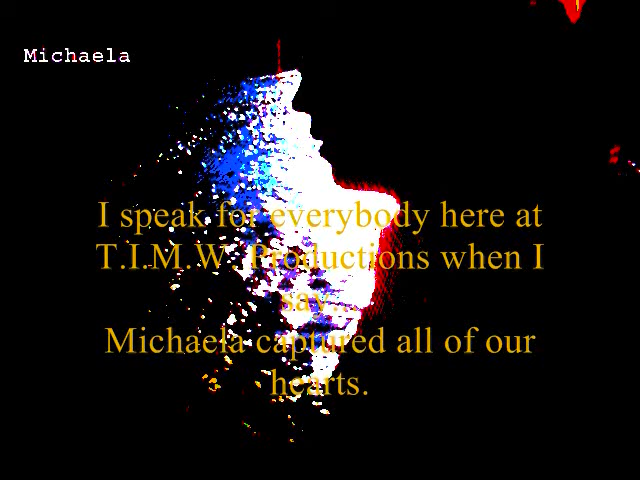 Michaela
I speak for everybody here at
T.I.M.W. Productions when I
say...
Michaela captured all of our
hearts.